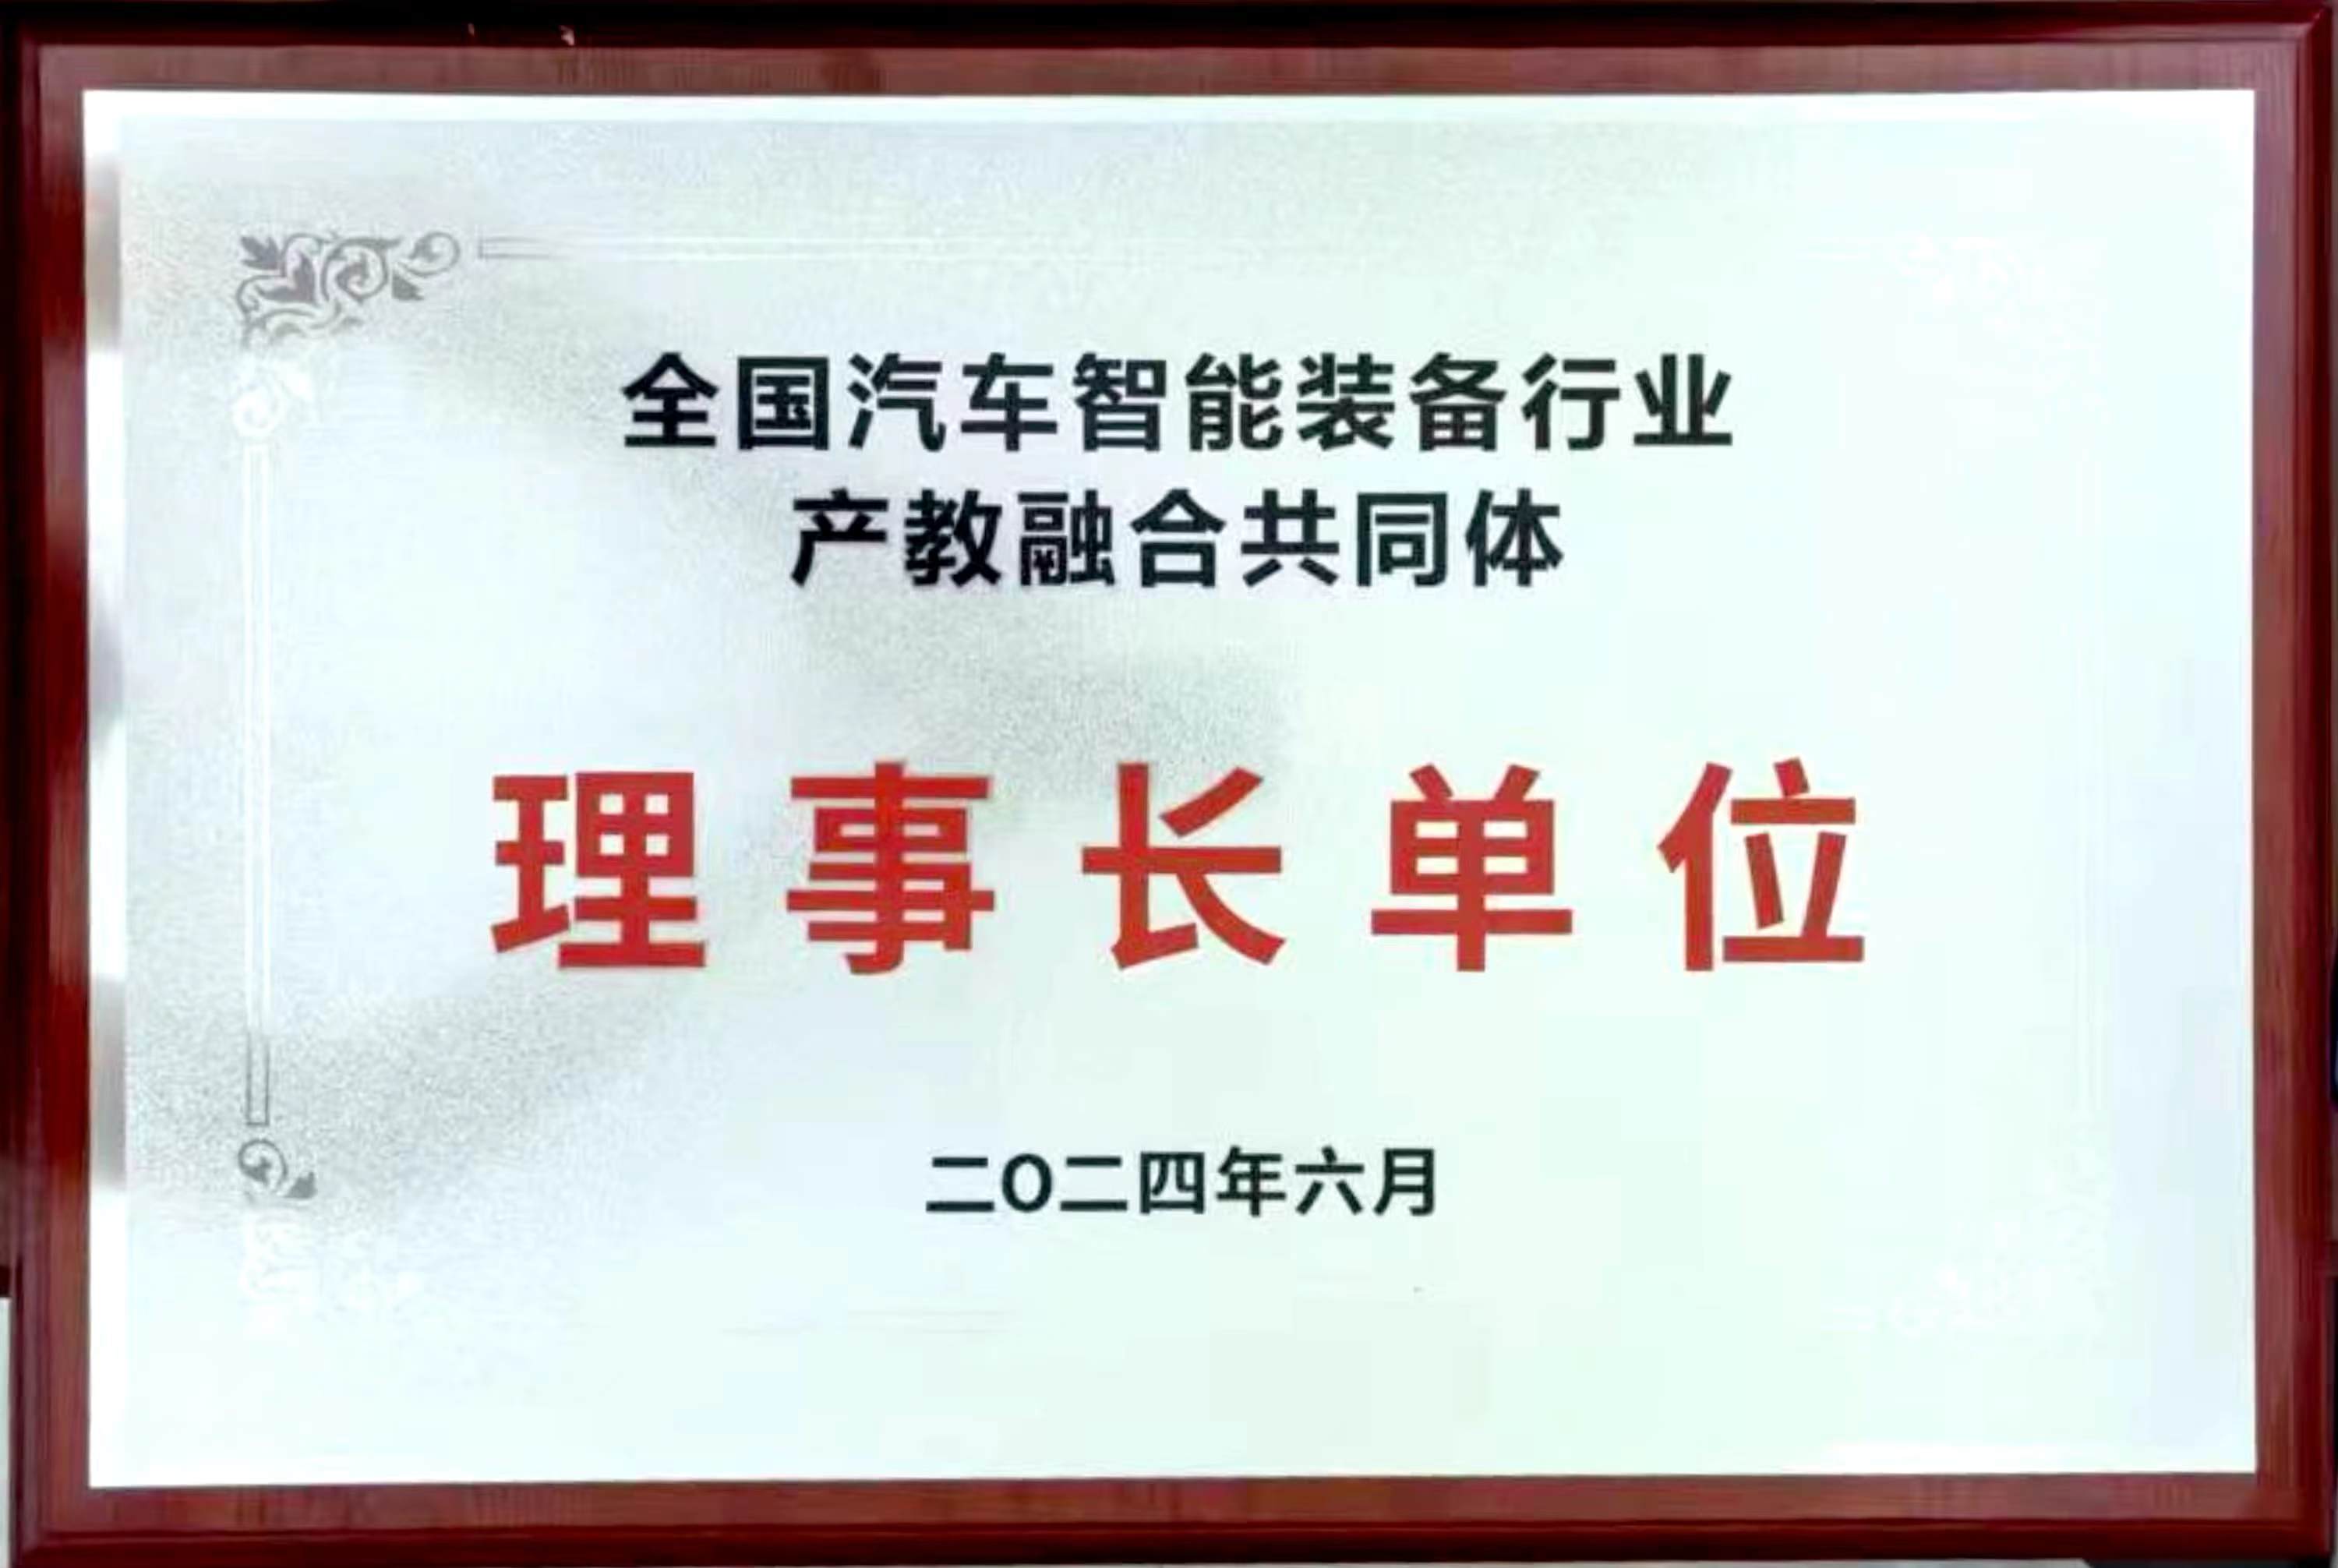 全国汽车智能装备行业
产教融合共同体
理事长单位
二〇二四年六月